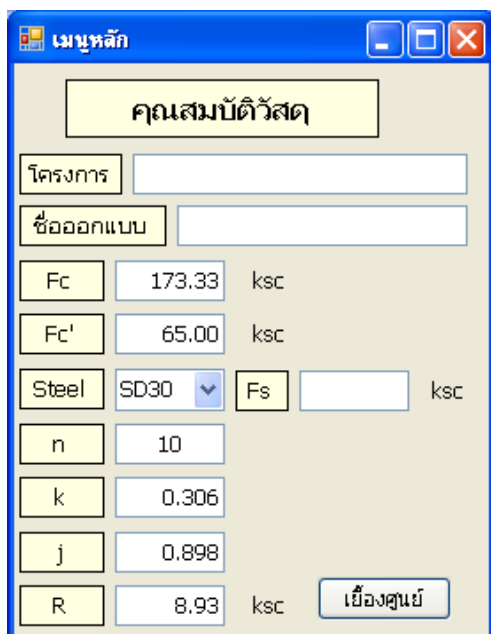 เมนูหลัก
คุณสมบัติวัสดุ
โครงการ
ชื่อออกแบบ
Fc 173.33 ksc
Fc' 65.00 ksc
Steel SD30 Fs ksc
n 10
k 0.306
j 0.898
R 8.93 ksc เยื้องศูนย์